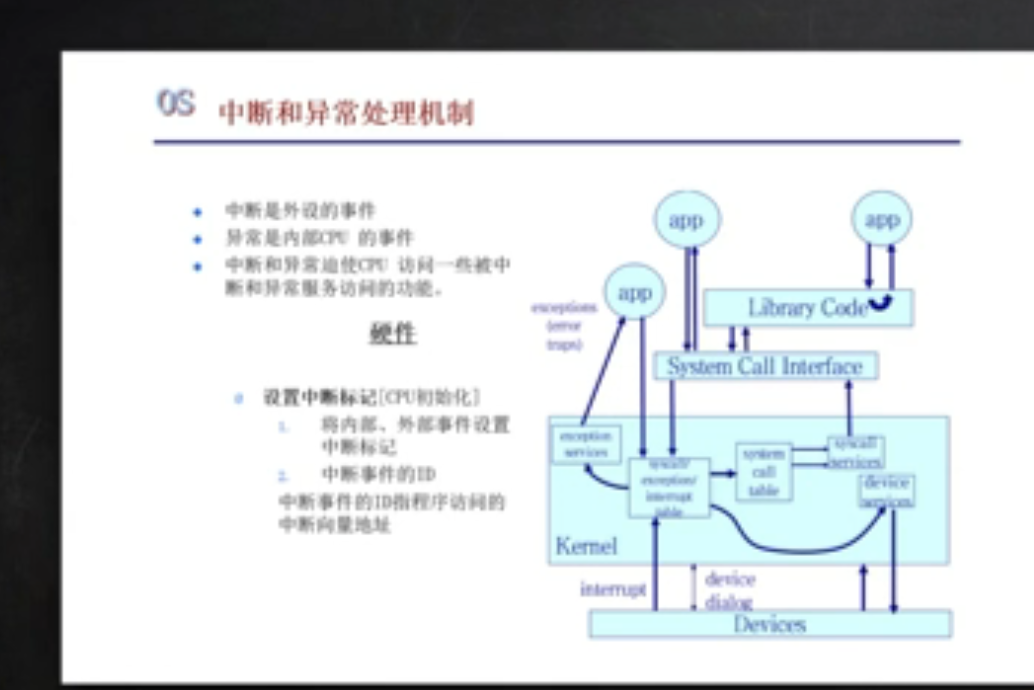 OS 中断和异常处理机制
中断是外设的事件
异常是内部CPU 的事件
中断和异常迫使CPU 访问一些被中
断和异常服务访问的功能。
硬件
设置中断标记[CPU初始化]
1. 将内部、外部事件设置
中断标记
2. 中断事件的ID
中断事件的ID指程序访问的
中断向量地址
app
app
app
exceptions
(error
traps)
Library Code
System Call Interface
exception
services
syscall/
exception/
interrupt
table
system
call
table
syscall
services
device
services
Kernel
interrupt
device
dialog
Devices